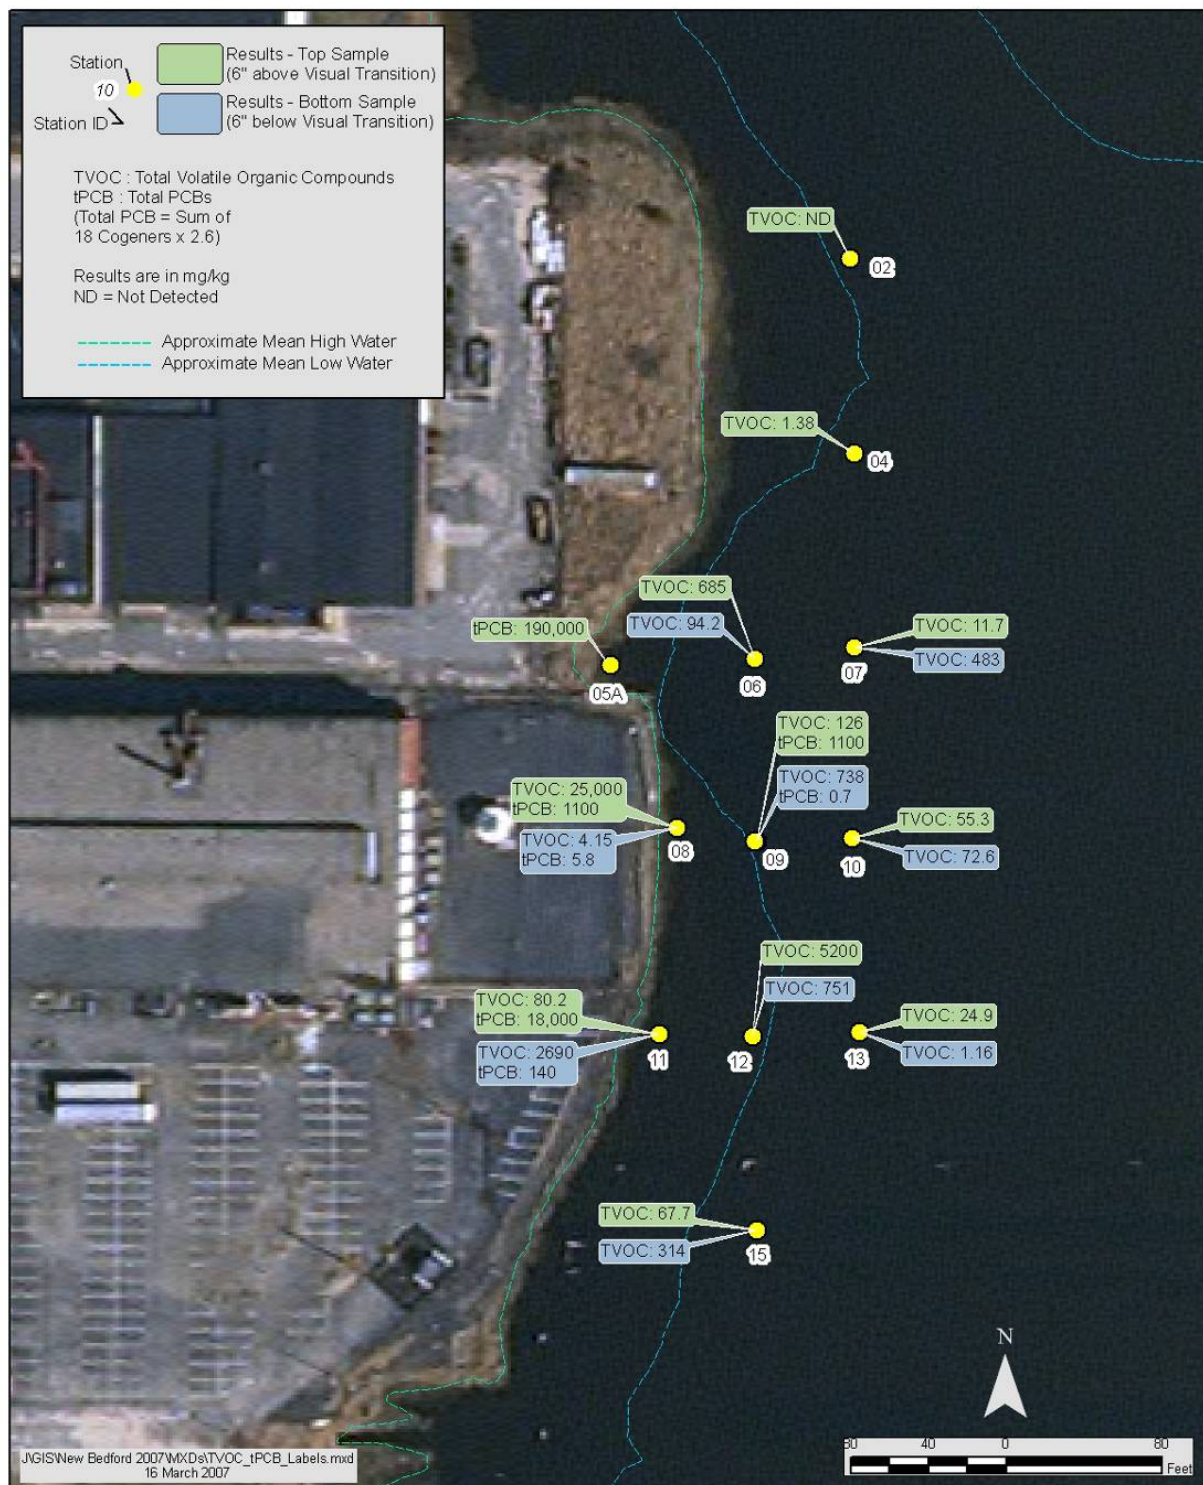 Station
10
Station ID
Results - Top Sample
(6" above Visual Transition)
Results - Bottom Sample
(6" below Visual Transition)
TVOC : Total Volatile Organic Compounds
tPCB : Total PCBs
(Total PCB = Sum of
18 Cogeners x 2.6)
Results are in mg/kg
ND = Not Detected
Approximate Mean High Water
Approximate Mean Low Water
TVOC: ND
02
TVOC: 1.38
04
TVOC: 685
TVOC: 94.2
06
tPCB: 190,000
05A
TVOC: 11.7
TVOC: 483
07
TVOC: 126
tPCB: 1100
TVOC: 738
tPCB: 0.7
09
TVOC: 25,000
tPCB: 1100
TVOC: 4.15
tPCB: 5.8
08
TVOC: 55.3
TVOC: 72.6
10
TVOC: 5200
TVOC: 751
12
TVOC: 80.2
tPCB: 18,000
TVOC: 2690
tPCB: 140
11
TVOC: 24.9
TVOC: 1.16
13
TVOC: 67.7
TVOC: 314
15
N
80 40 0 80
Feet
J\GIS\New Bedford 2007\MXDs\TVOC_tPCB_Labels.mxd
16 March 2007